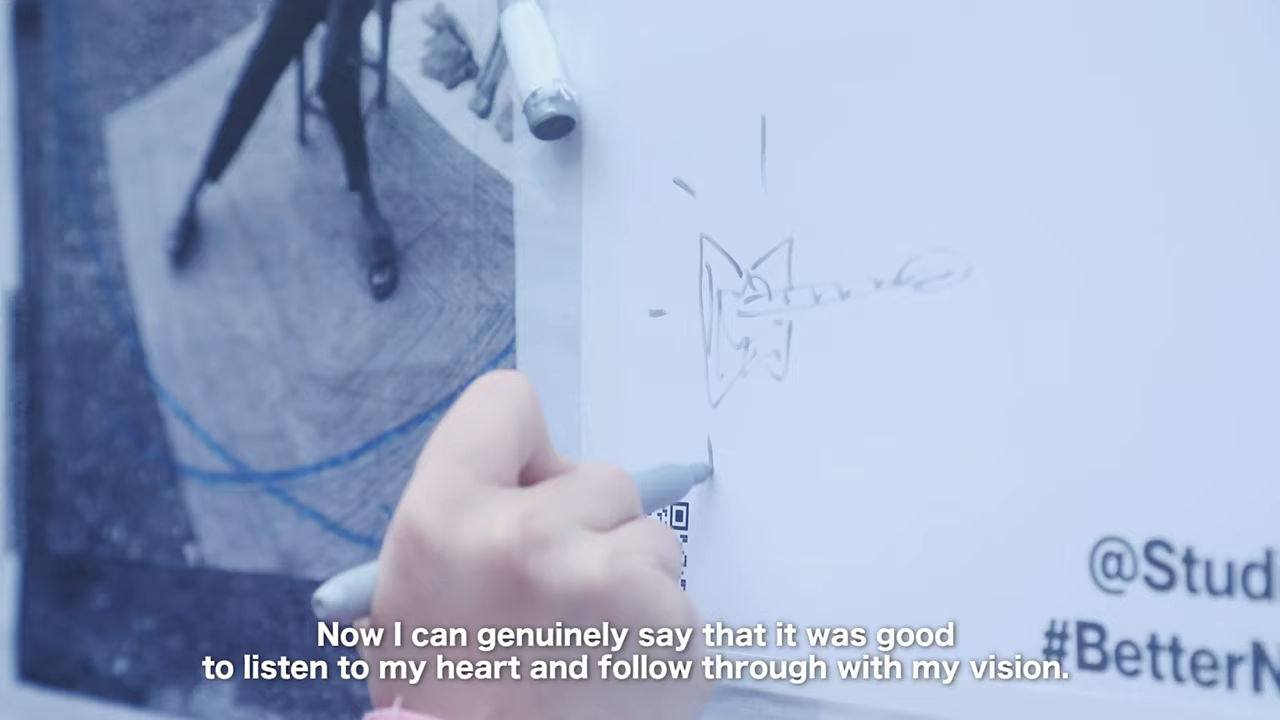 @Stud
#BetterN
Now I can genuinely say that it was good
to listen to my heart and follow through with my vision.